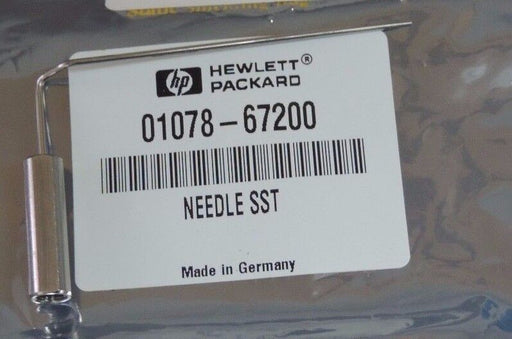 hp HEWLETT®
PACKARD
01078-67200
NEEDLE SST
Made in Germany